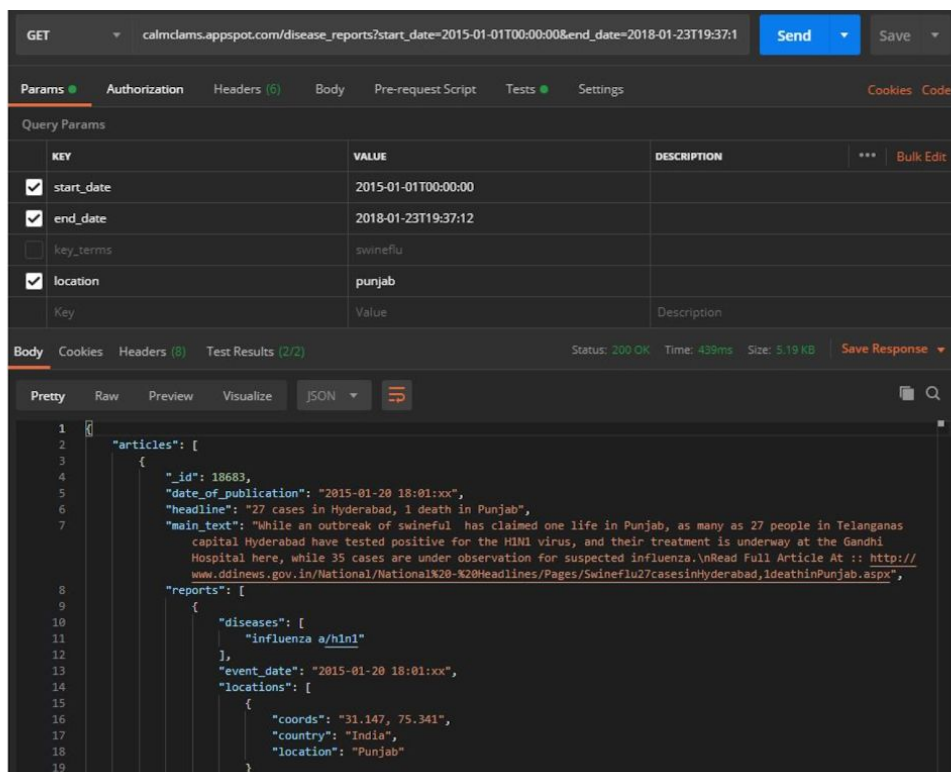 GET calmclams.appspot.com/disease_reports?start_date=2015-01-01T00:00:00&end_date=2018-01-23T19:37:1 Send Save
Params Authorization Headers (6) Body Pre-request Script Tests Settings Cookies Code
Query Params
KEY VALUE DESCRIPTION ••• Bulk Edit
start_date 2015-01-01T00:00:00
end_date 2018-01-23T19:37:12
key_terms swineflu
location punjab
Key Value Description
Body Cookies Headers (8) Test Results (2/2) Status: 200 OK Time: 439ms Size: 5.19 KB Save Response
Pretty Raw Preview Visualize JSON
1 {
2 "articles": [
3 {
4 "_id": 18683,
5 "date_of_publication": "2015-01-20 18:01:xx",
6 "headline": "27 cases in Hyderabad, 1 death in Punjab",
7 "main_text": "While an outbreak of swineful  has claimed one life in Punjab, as many as 27 people in Telanganas
capital Hyderabad have tested positive for the H1N1 virus, and their treatment is underway at the Gandhi
Hospital here, while 35 cases are under observation for suspected influenza.\nRead Full Article At :: http://
www.ddinews.gov.in/National/National%20-%20Headlines/Pages/Swineflu27casesinHyderabad,1deathinPunjab.aspx",
8 "reports": [
9 {
10 "diseases": [
11 "influenza a/h1n1"
12 ],
13 "event_date": "2015-01-20 18:01:xx",
14 "locations": [
15 {
16 "coords": "31.147, 75.341",
17 "country": "India",
18 "location": "Punjab"
19 }